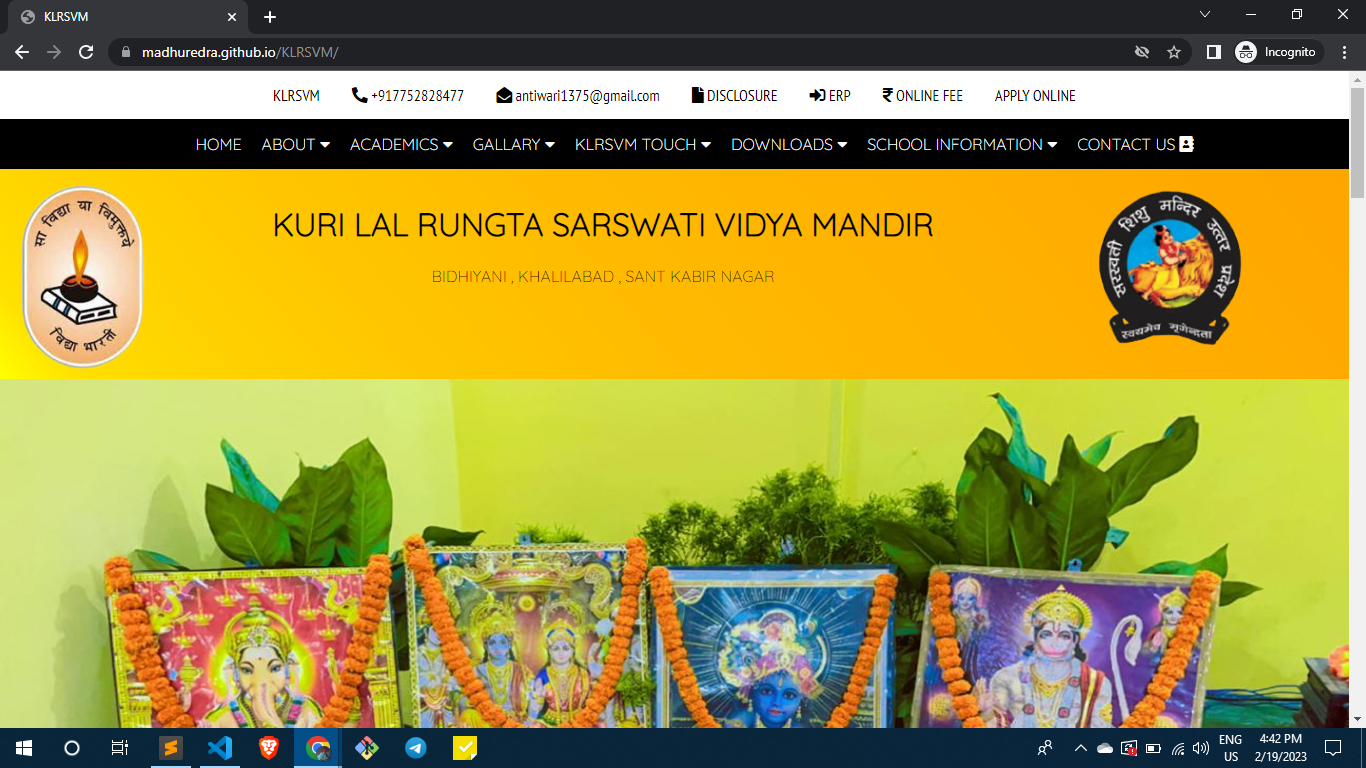 KLRSVM
madhuredra.github.io/KLRSVM/
Incognito
KLRSVM +917752828477 antiwari1375@gmail.com DISCLOSURE ERP ₹ ONLINE FEE APPLY ONLINE
HOME ABOUT ACADEMICS GALLARY KLRSVM TOUCH DOWNLOADS SCHOOL INFORMATION CONTACT US
सा विद्या या विमुक्तये
विद्या भारती
KURI LAL RUNGTA SARSWATI VIDYA MANDIR
BIDHIYANI , KHALILABAD , SANT KABIR NAGAR
सरस्वती शिशु मन्दिर उत्तर प्रदेश
स्वयमेव मृगेन्द्रता
ENG
US
4:42 PM
2/19/2023